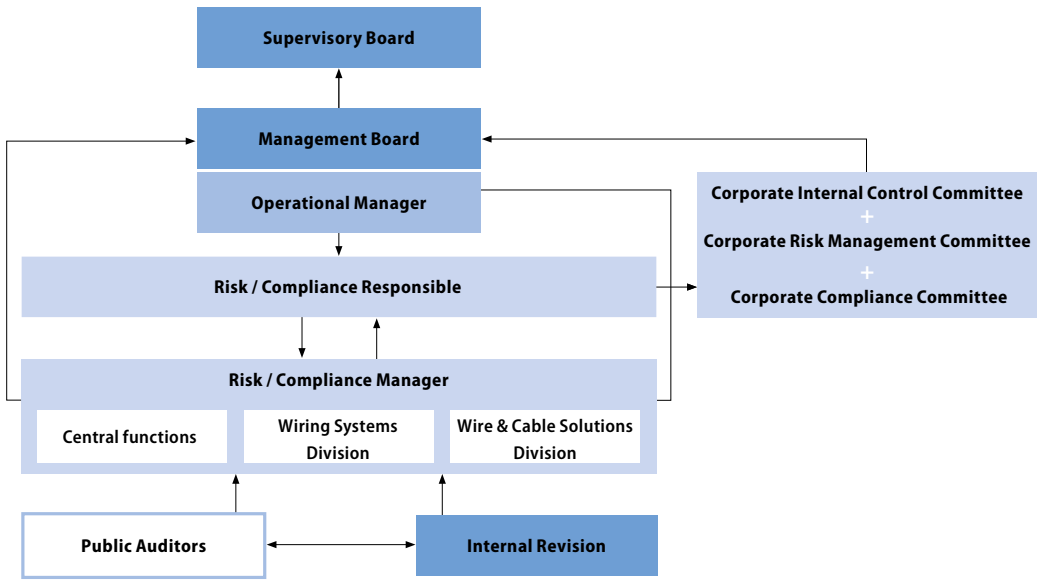 Supervisory Board
Management Board
Operational Manager
Corporate Internal Control Committee
+
Corporate Risk Management Committee
+
Corporate Compliance Committee
Risk / Compliance Responsible
Risk / Compliance Manager
Central functions
Wiring Systems
Division
Wire & Cable Solutions
Division
Public Auditors
Internal Revision